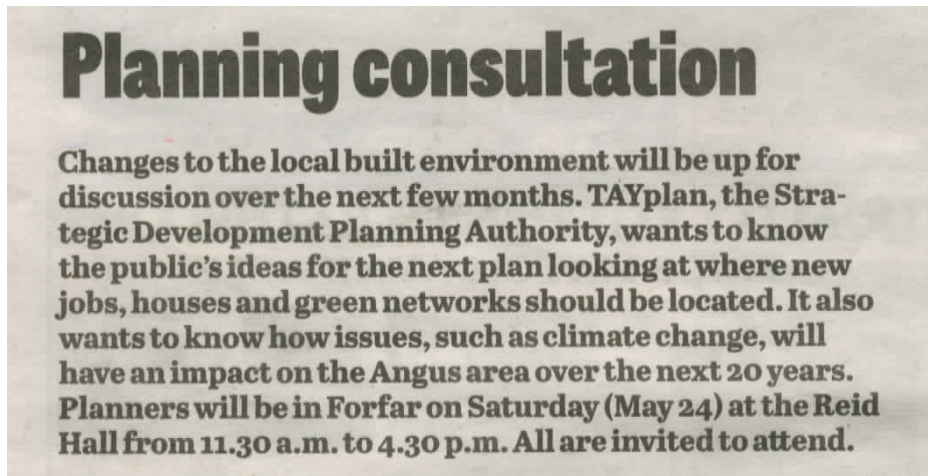 Planning consultation
Changes to the local built environment will be up for
discussion over the next few months. TAYplan, the Stra-
tegic Development Planning Authority, wants to know
the public's ideas for the next plan looking at where new
jobs, houses and green networks should be located. It also
wants to know how issues, such as climate change, will
have an impact on the Angus area over the next 20 years.
Planners will be in Forfar on Saturday (May 24) at the Reid
Hall from 11.30 a.m. to 4.30 p.m. All are invited to attend.